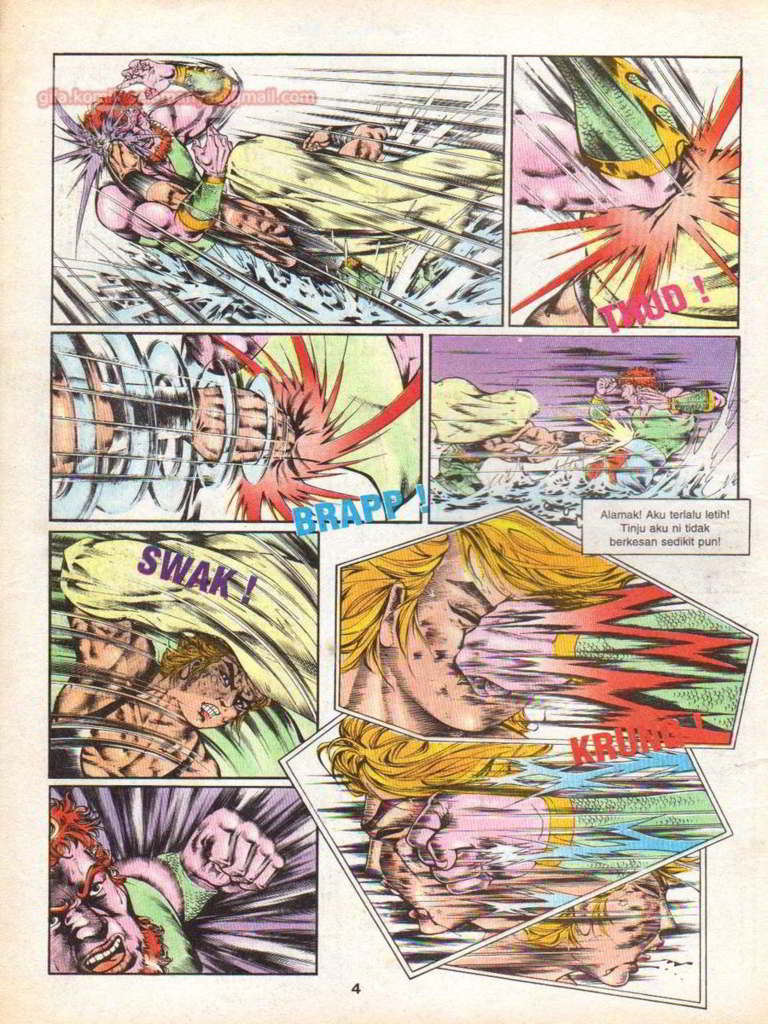 THUD !
BRAPP !
Alamak! Aku terlalu letih!
Tinju aku ni tidak
berkesan sedikit pun!
SWAK !
4